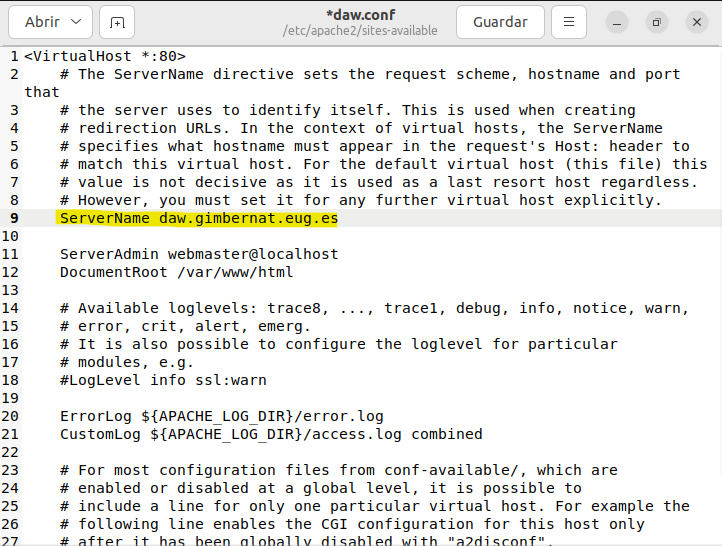 Abrir
*daw.conf
/etc/apache2/sites-available
Guardar
1 <VirtualHost *:80>
2     # The ServerName directive sets the request scheme, hostname and port
that
3     # the server uses to identify itself. This is used when creating
4     # redirection URLs. In the context of virtual hosts, the ServerName
5     # specifies what hostname must appear in the request's Host: header to
6     # match this virtual host. For the default virtual host (this file) this
7     # value is not decisive as it is used as a last resort host regardless.
8     # However, you must set it for any further virtual host explicitly.
9     ServerName daw.gimbernat.eug.es
10
11     ServerAdmin webmaster@localhost
12     DocumentRoot /var/www/html
13
14     # Available loglevels: trace8, ..., trace1, debug, info, notice, warn,
15     # error, crit, alert, emerg.
16     # It is also possible to configure the loglevel for particular
17     # modules, e.g.
18     #LogLevel info ssl:warn
19
20     ErrorLog ${APACHE_LOG_DIR}/error.log
21     CustomLog ${APACHE_LOG_DIR}/access.log combined
22
23     # For most configuration files from conf-available/, which are
24     # enabled or disabled at a global level, it is possible to
25     # include a line for only one particular virtual host. For example the
26     # following line enables the CGI configuration for this host only
27     # after it has been globally disabled with "a2disconf".